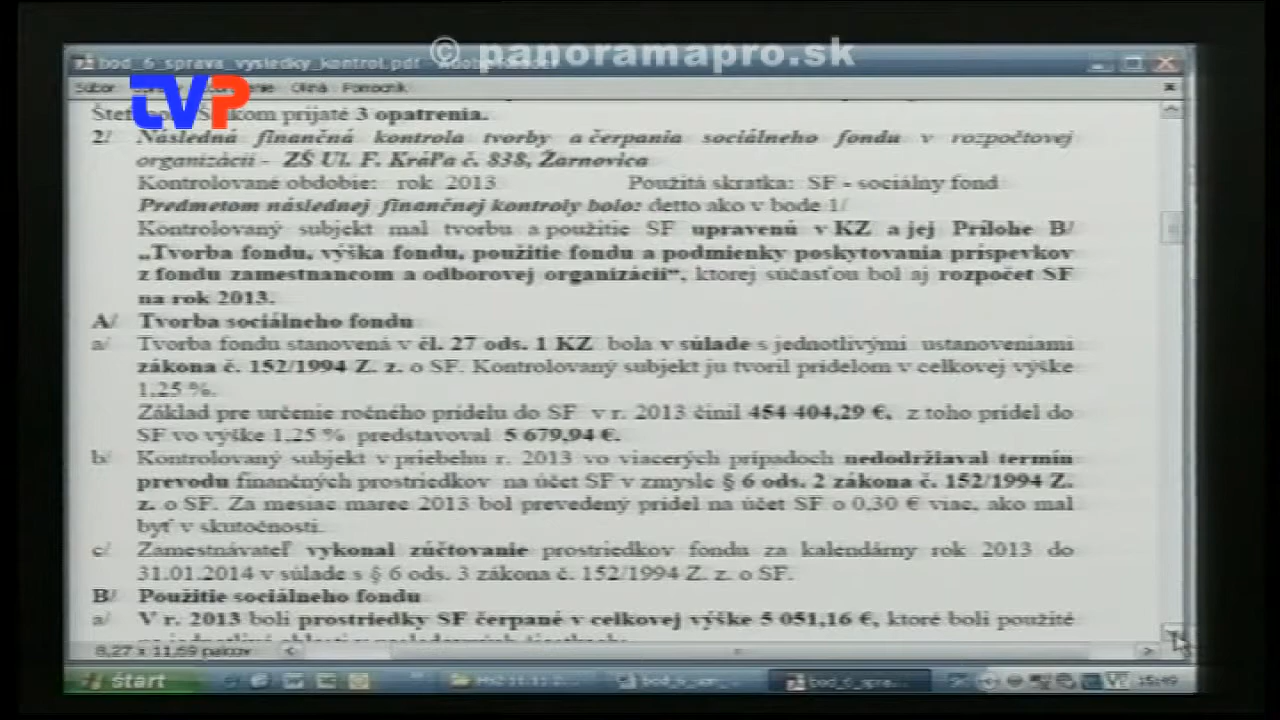 © panoramapro.sk
bod_6_sprava_vysledky_kontrol.pdf
tvP
Súbor Okná Pomocník
kom prijaté 3 opatrenia.
2/ Následná finančná kontrola tvorby a čerpania sociálneho fondu v rozpočtovej
organizácii - ZŠ Ul. F. Kráľa č. 838, Žarnovica
Kontrolované obdobie: rok 2013 Použitá skratka: SF - sociálny fond
Predmetom následnej finančnej kontroly bolo: detto ako v bode 1/
Kontrolovaný subjekt mal tvorbu a použitie SF upravenú v KZ a jej Prílohe B/
„Tvorba fondu, výška fondu, použitie fondu a podmienky poskytovania príspevkov
z fondu zamestnancom a odborovej organizácii“, ktorej súčasťou bol aj rozpočet SF
na rok 2013.
A/ Tvorba sociálneho fondu
a/ Tvorba fondu stanovená v čl. 27 ods. 1 KZ bola v súlade s jednotlivými ustanoveniami
zákona č. 152/1994 Z. z. o SF. Kontrolovaný subjekt ju tvoril prídelom v celkovej výške
1,25 %.
Základ pre určenie ročného prídelu do SF v r. 2013 činil 454 404,29 €, z toho prídel do
SF vo výške 1,25 % predstavoval 5 679,94 €.
b/ Kontrolovaný subjekt v priebehu r. 2013 vo viacerých prípadoch nedodržiaval termín
prevodu finančných prostriedkov na účet SF v zmysle § 6 ods. 2 zákona č. 152/1994 Z.
z. o SF. Za mesiac marec 2013 bol prevedený prídel na účet SF o 0,30 € viac, ako mal
byť v skutočnosti.
c/ Zamestnávateľ vykonal zúčtovanie prostriedkov fondu za kalendárny rok 2013 do
31.01.2014 v súlade s § 6 ods. 3 zákona č. 152/1994 Z. z. o SF.
B/ Použitie sociálneho fondu
a/ V r. 2013 boli prostriedky SF čerpané v celkovej výške 5 051,16 €, ktoré boli použité
8,27 x 11,69 palcov
štart bod_6_spra... 15:49